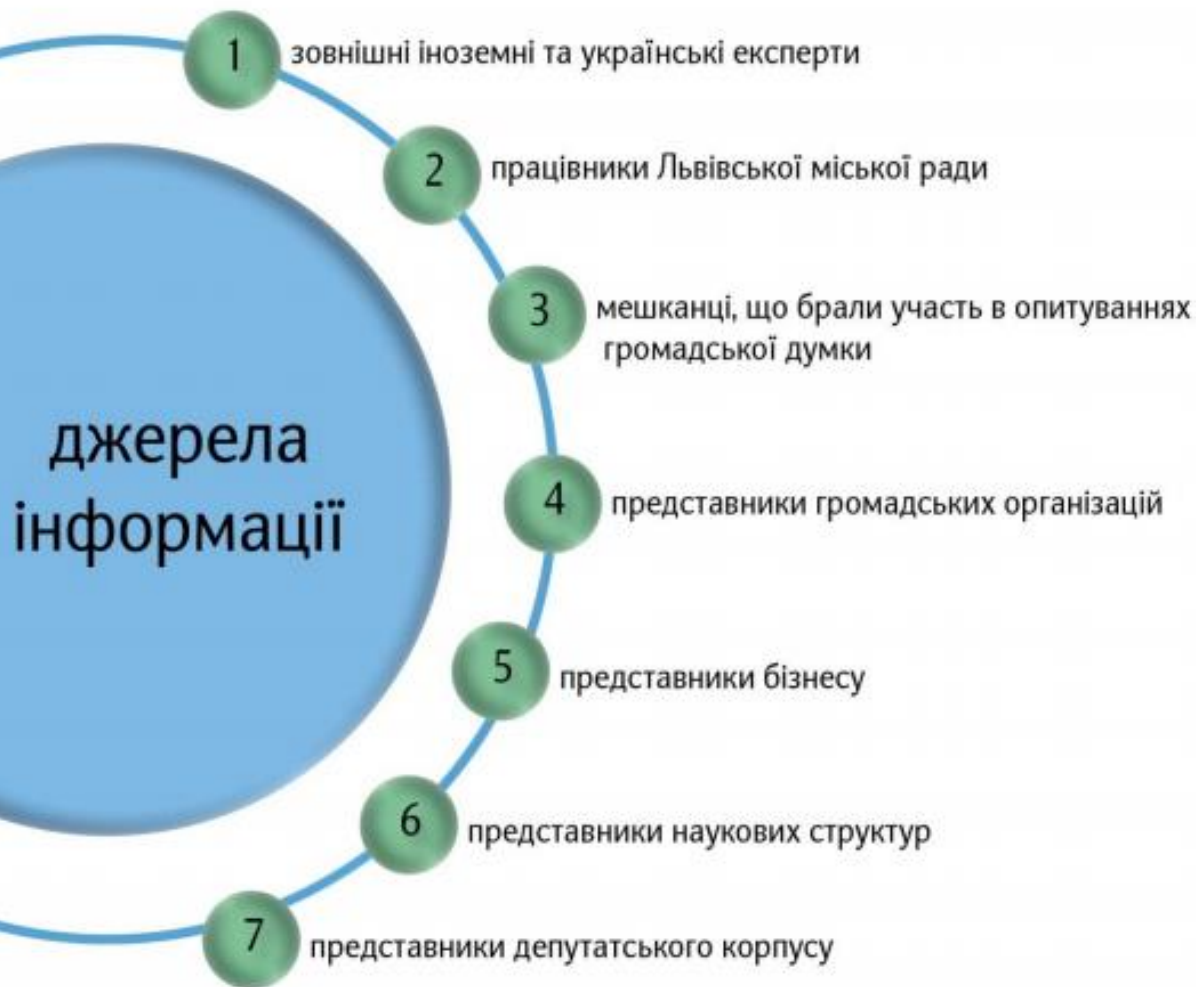 1 зовнішні іноземні та українські експерти
2 працівники Львівської міської ради
3 мешканці, що брали участь в опитуваннях
громадської думки
джерела
інформації
4 представники громадських організацій
5 представники бізнесу
6 представники наукових структур
7 представники депутатського корпусу